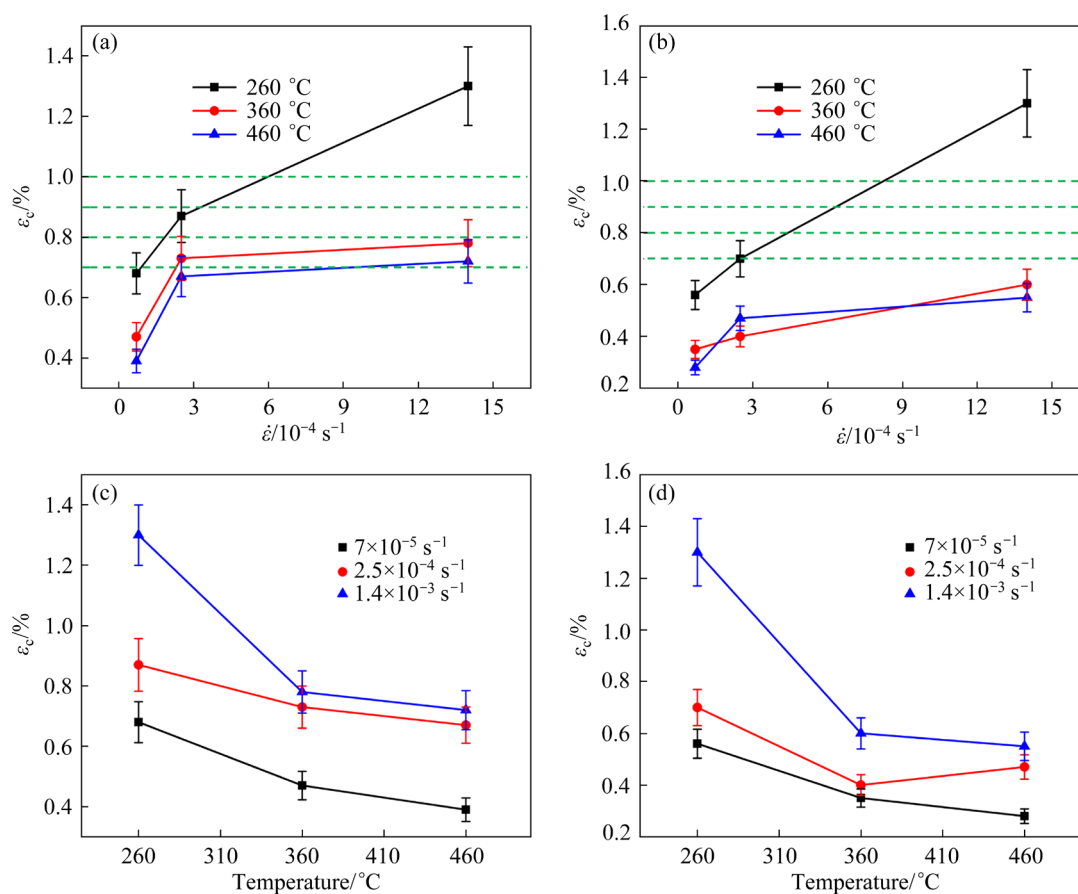 (a)
1.4
1.2
1.0
0.8
0.6
0.4
εc/%
260 °C
360 °C
460 °C
0 3 6 9 12 15
ε̇/10⁻⁴ s⁻¹
(b)
1.6
1.4
1.2
1.0
0.8
0.6
0.4
0.2
εc/%
260 °C
360 °C
460 °C
0 3 6 9 12 15
ε̇/10⁻⁴ s⁻¹
(c)
1.4
1.2
1.0
0.8
0.6
0.4
εc/%
7×10⁻⁵ s⁻¹
2.5×10⁻⁴ s⁻¹
1.4×10⁻³ s⁻¹
260 310 360 410 460
Temperature/°C
(d)
1.6
1.4
1.2
1.0
0.8
0.6
0.4
0.2
εc/%
7×10⁻⁵ s⁻¹
2.5×10⁻⁴ s⁻¹
1.4×10⁻³ s⁻¹
260 310 360 410 460
Temperature/°C